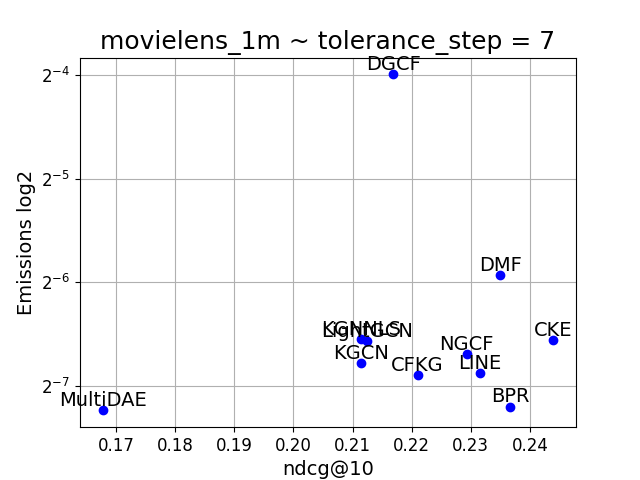 movielens_1m ~ tolerance_step = 7
DGCF
2⁻⁴
2⁻⁵
Emissions log2
DMF
2⁻⁶
KGNNLS
LightGCN
CKE
NGCF
KGCN
CFKG
LINE
2⁻⁷
MultiDAE
BPR
0.17 0.18 0.19 0.20 0.21 0.22 0.23 0.24
ndcg@10